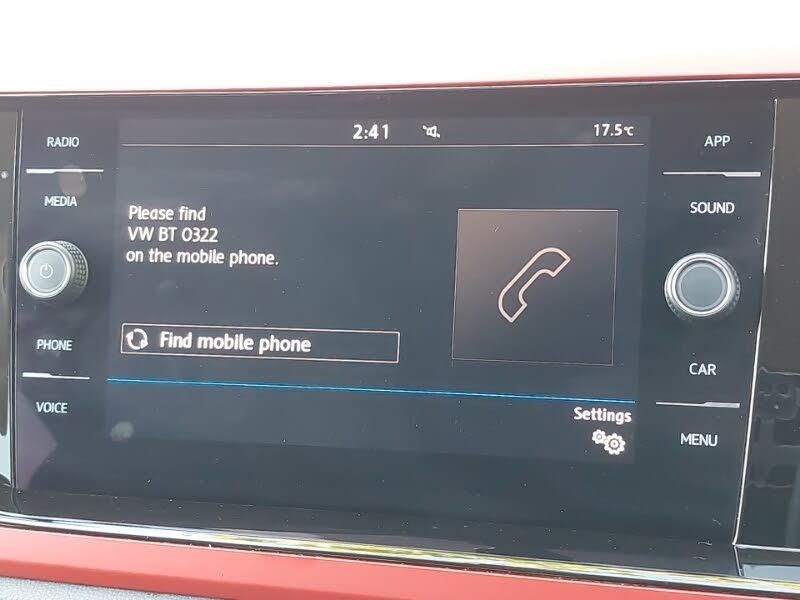 RADIO
MEDIA
PHONE
VOICE
2:41
17.5°C
Please find
VW BT 0322
on the mobile phone.
Find mobile phone
Settings
APP
SOUND
CAR
MENU